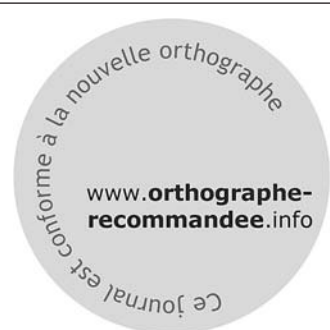 Ce journal est conforme à la nouvelle orthographe
www.orthographe-
recommandee.info